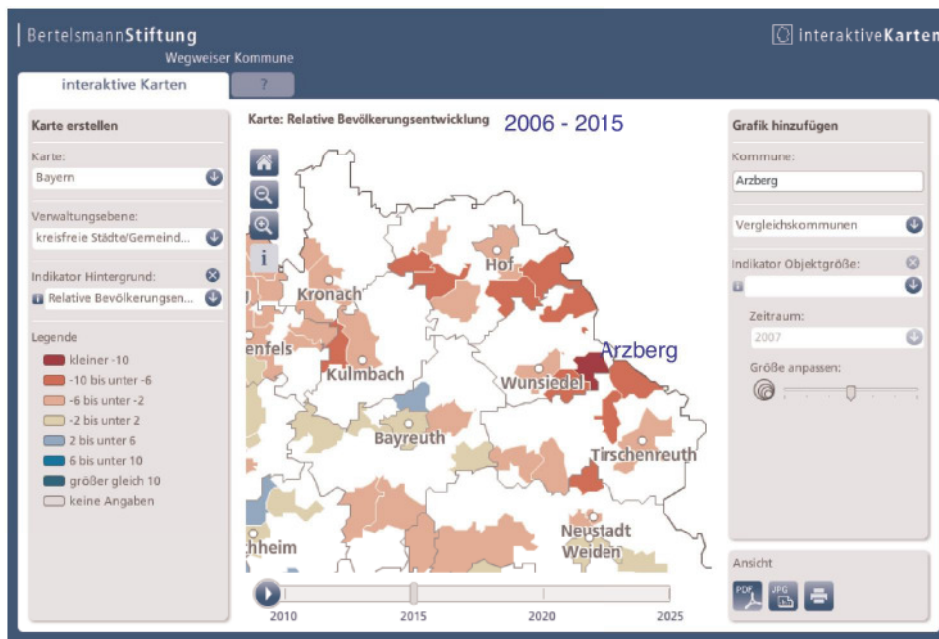 BertelsmannStiftung
Wegweiser Kommune
interaktiveKarten
interaktive Karten
?
Karte erstellen
Karte:
Bayern
Verwaltungsebene:
kreisfreie Städte/Gemeind...
Indikator Hintergrund:
i Relative Bevölkerungsen...
Legende
kleiner -10
-10 bis unter -6
-6 bis unter -2
-2 bis unter 2
2 bis unter 6
6 bis unter 10
größer gleich 10
keine Angaben
Karte: Relative Bevölkerungsentwicklung 2006 - 2015
i
Hof
Kronach
enfels
Kulmbach
Arzberg
Wunsiedel
Bayreuth
Tirschenreuth
Neustadt
Weiden
chheim
2010
2015
2020
2025
Grafik hinzufügen
Kommune:
Arzberg
Vergleichskommunen
Indikator Objektgröße:
i
Zeitraum:
2007
Größe anpassen:
Ansicht
PDF
JPG